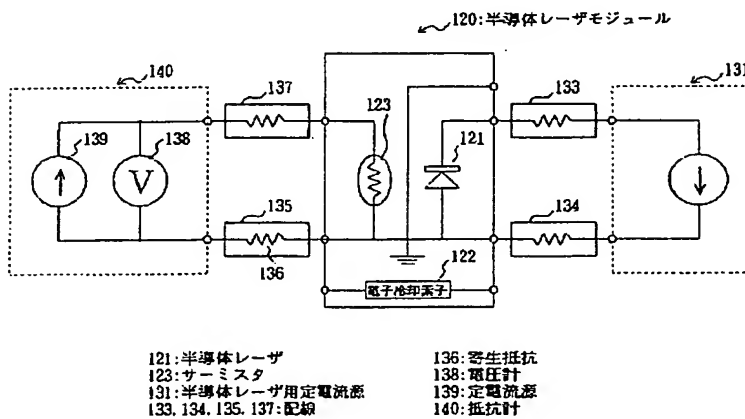 120:半導体レーザモジュール
140
131
137
133
123
139
138
121
V
135
134
136
122
電子冷却素子
121:半導体レーザ
123:サーミスタ
131:半導体レーザ用定電流源
133, 134, 135, 137:配線
136:寄生抵抗
138:電圧計
139:定電流源
140:抵抗計